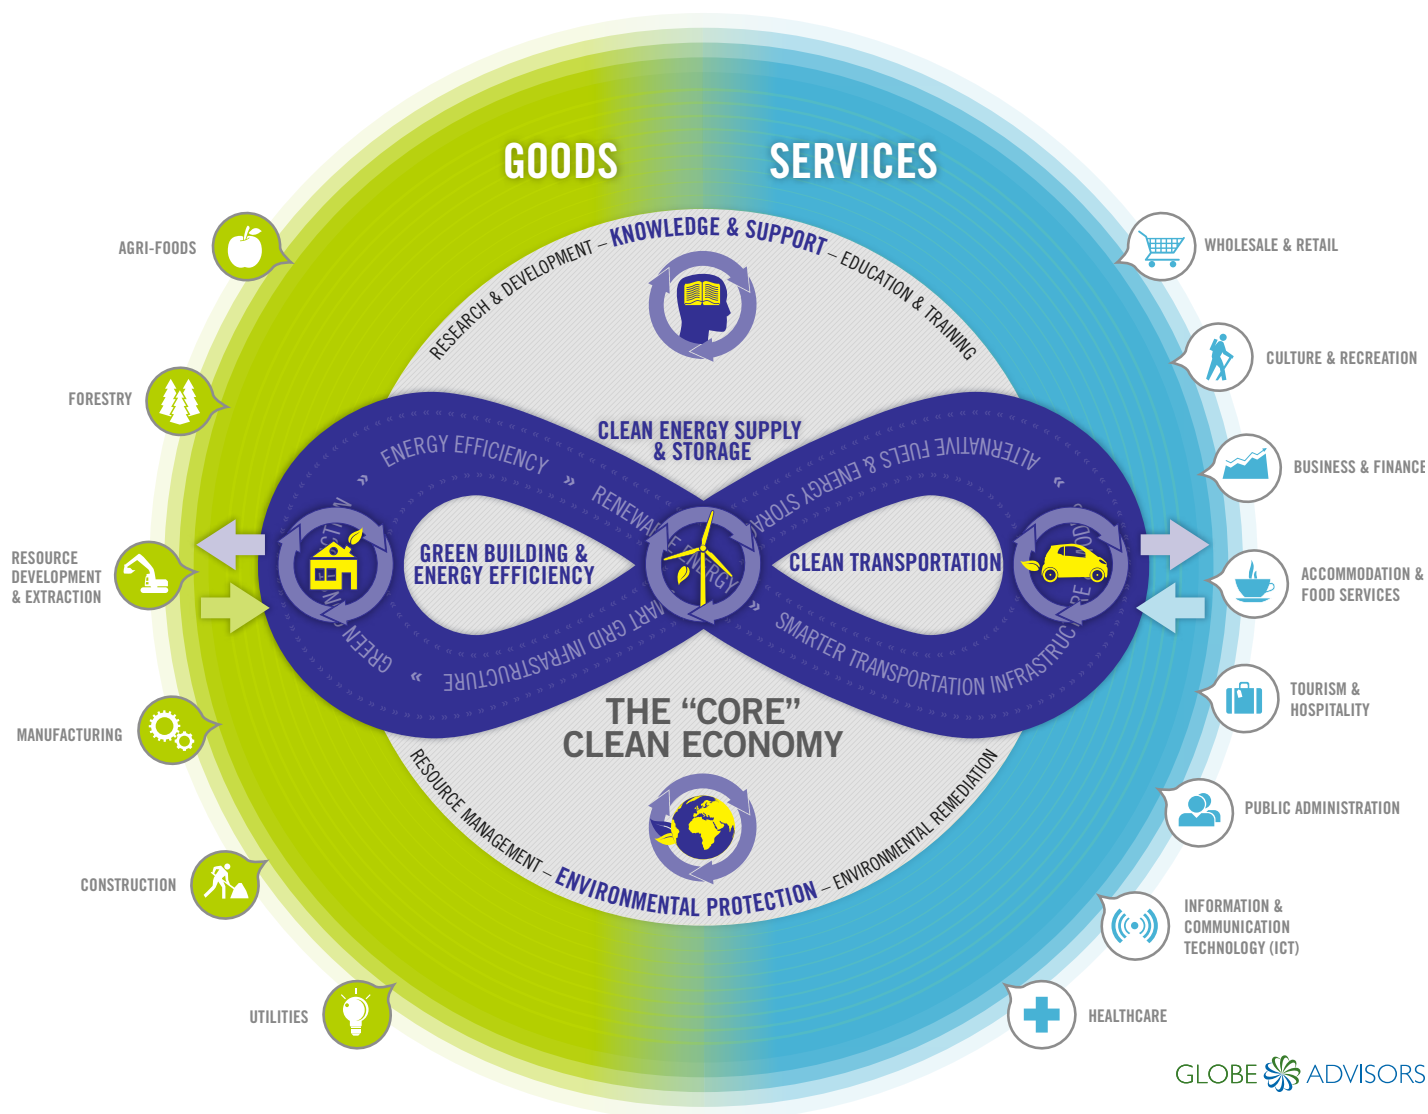 GOODS
SERVICES
RESEARCH & DEVELOPMENT – KNOWLEDGE & SUPPORT – EDUCATION & TRAINING
AGRI-FOODS
FORESTRY
RESOURCE
DEVELOPMENT
& EXTRACTION
MANUFACTURING
CONSTRUCTION
UTILITIES
CLEAN ENERGY SUPPLY
& STORAGE
» ENERGY EFFICIENCY »
RENEWABLE ENERGY »
SMARTER TRANSPORTATION INFRASTRUCTURE
ALTERNATIVE FUELS & ENERGY STORAGE
SMART GRID INFRASTRUCTURE »
GREEN
GREEN BUILDING &
ENERGY EFFICIENCY
CLEAN TRANSPORTATION
THE “CORE”
CLEAN ECONOMY
RESOURCE MANAGEMENT – ENVIRONMENTAL PROTECTION – ENVIRONMENTAL REMEDIATION
WHOLESALE & RETAIL
CULTURE & RECREATION
BUSINESS & FINANCE
ACCOMMODATION &
FOOD SERVICES
TOURISM &
HOSPITALITY
PUBLIC ADMINISTRATION
INFORMATION &
COMMUNICATION
TECHNOLOGY (ICT)
HEALTHCARE
GLOBE ADVISORS